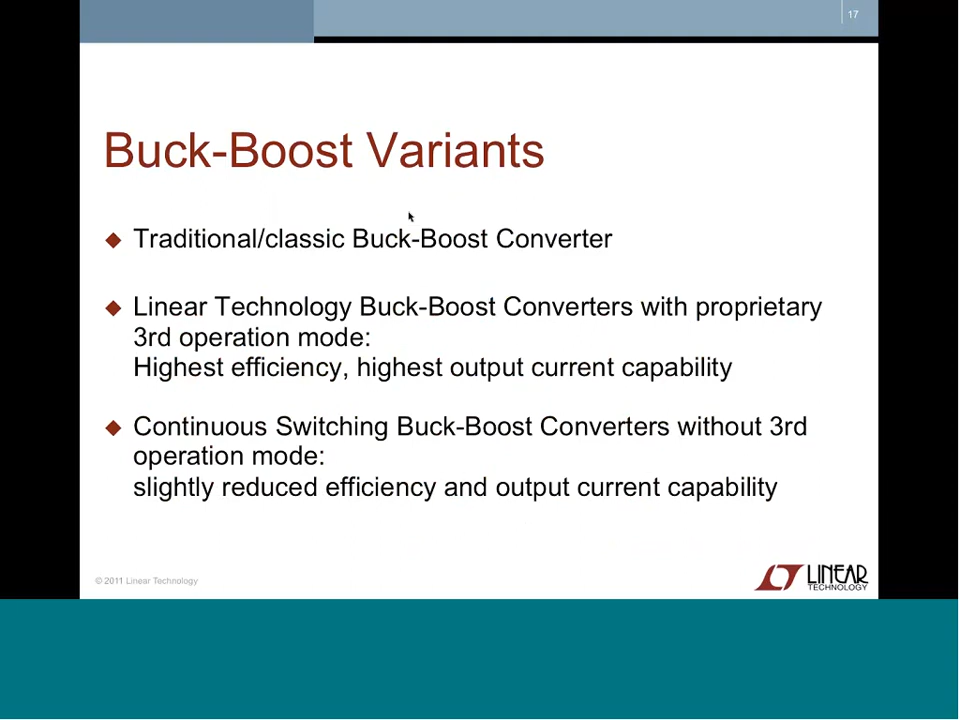 17
Buck-Boost Variants
Traditional/classic Buck-Boost Converter
Linear Technology Buck-Boost Converters with proprietary
3rd operation mode:
Highest efficiency, highest output current capability
Continuous Switching Buck-Boost Converters without 3rd
operation mode:
slightly reduced efficiency and output current capability
© 2011 Linear Technology
LINEAR
TECHNOLOGY